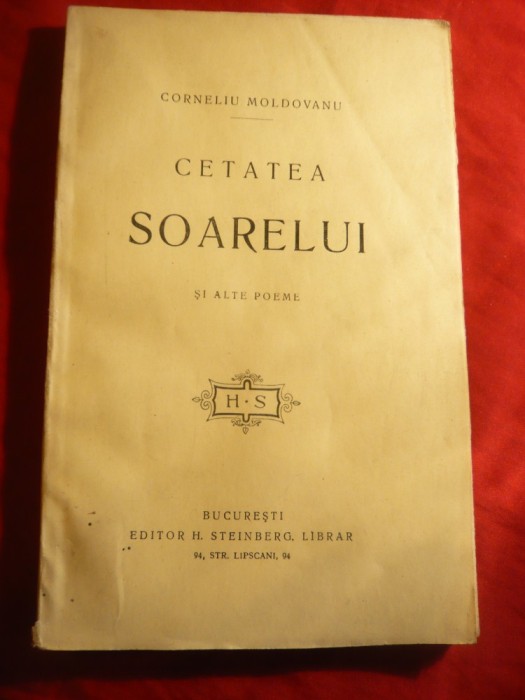 CORNELIU MOLDOVANU
CETATEA
SOARELUI
ȘI ALTE POEME
H · S
BUCUREȘTI
EDITOR H. STEINBERG, LIBRAR
94, STR. LIPSCANI, 94